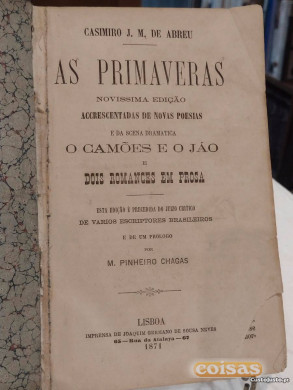 CASIMIRO J. M. DE ABREU
AS PRIMAVERAS
NOVISSIMA EDIÇÃO
ACCRESCENTADAS DE NOVAS POESIAS
E DA SCENA DRAMATICA
O CAMÕES E O JÁO
E
DOIS ROMANCES EM PROSA
ESTA EDIÇÃO É PRECEDIDA DO JUIZO CRITICO
DE VARIOS ESCRIPTORES BRASILEIROS
E DE UM PROLOGO
POR
M. PINHEIRO CHAGAS
LISBOA
IMPRENSA DE JOAQUIM GERMANO DE SOUSA NEVES
65—Rua da Atalaya—67
1871
coisas